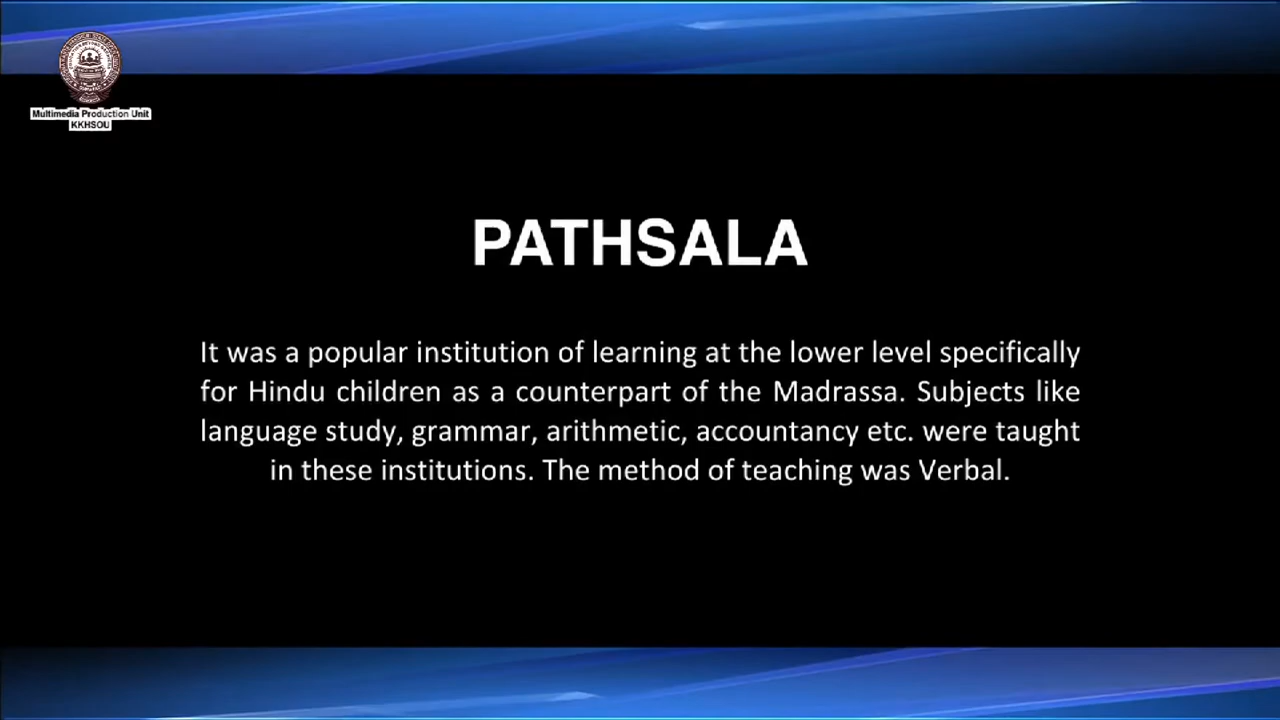 Multimedia Production Unit
KKHSOU
PATHSALA
It was a popular institution of learning at the lower level specifically
for Hindu children as a counterpart of the Madrassa. Subjects like
language study, grammar, arithmetic, accountancy etc. were taught
in these institutions. The method of teaching was Verbal.